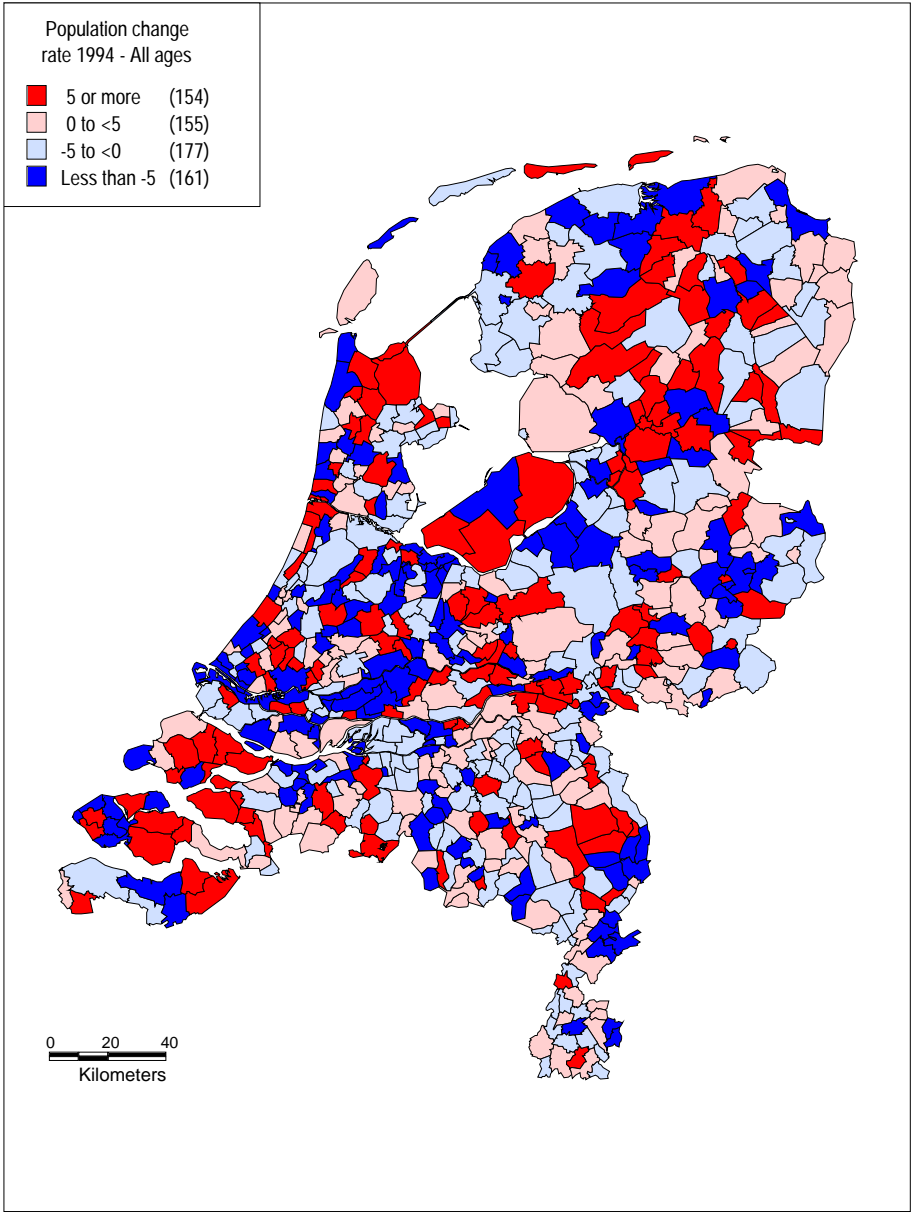 Population change
rate 1994 - All ages
5 or more (154)
0 to <5 (155)
-5 to <0 (177)
Less than -5 (161)
0 20 40
Kilometers